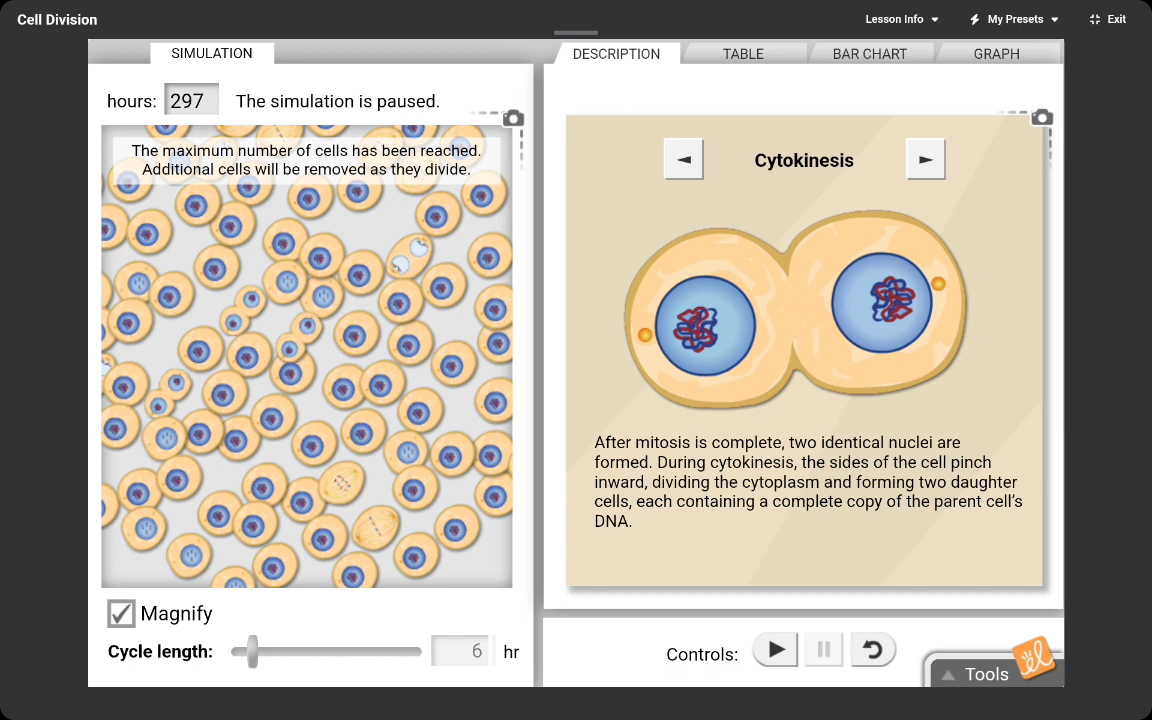 Cell Division
Lesson Info
My Presets
Exit
SIMULATION
DESCRIPTION
TABLE
BAR CHART
GRAPH
hours: 297 The simulation is paused.
The maximum number of cells has been reached.
Additional cells will be removed as they divide.
Magnify
Cycle length: 6 hr
Cytokinesis
After mitosis is complete, two identical nuclei are
formed. During cytokinesis, the sides of the cell pinch
inward, dividing the cytoplasm and forming two daughter
cells, each containing a complete copy of the parent cell’s
DNA.
Controls:
Tools
el